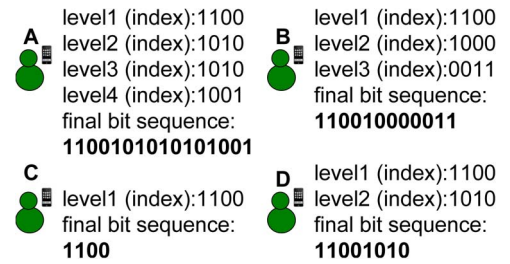 A
level1 (index):1100
level2 (index):1010
level3 (index):1010
level4 (index):1001
final bit sequence:
1100101010101001
B
level1 (index):1100
level2 (index):1000
level3 (index):0011
final bit sequence:
110010000011
C
level1 (index):1100
final bit sequence:
1100
D
level1 (index):1100
level2 (index):1010
final bit sequence:
11001010